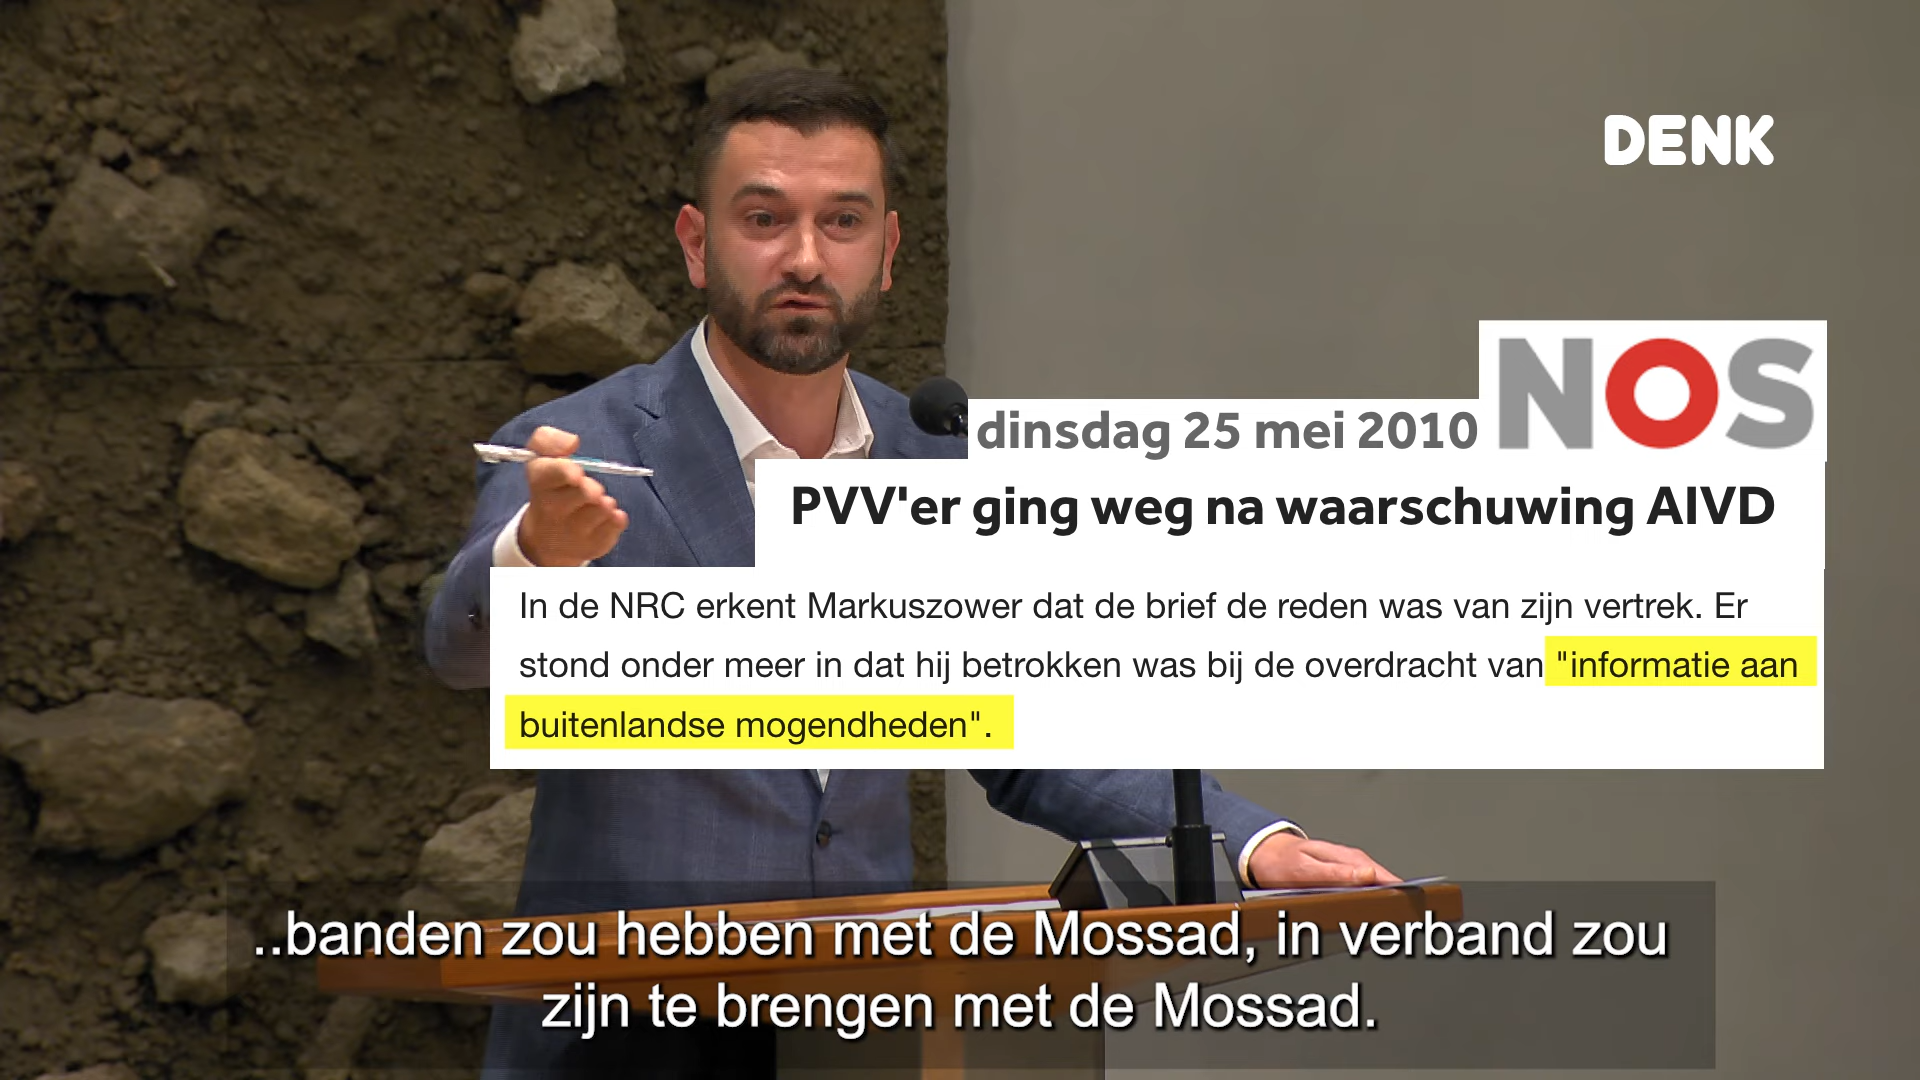 DENK
NOS
dinsdag 25 mei 2010
PVV'er ging weg na waarschuwing AIVD
In de NRC erkent Markuszower dat de brief de reden was van zijn vertrek. Er
stond onder meer in dat hij betrokken was bij de overdracht van "informatie aan
buitenlandse mogendheden".
..banden zou hebben met de Mossad, in verband zou
zijn te brengen met de Mossad.